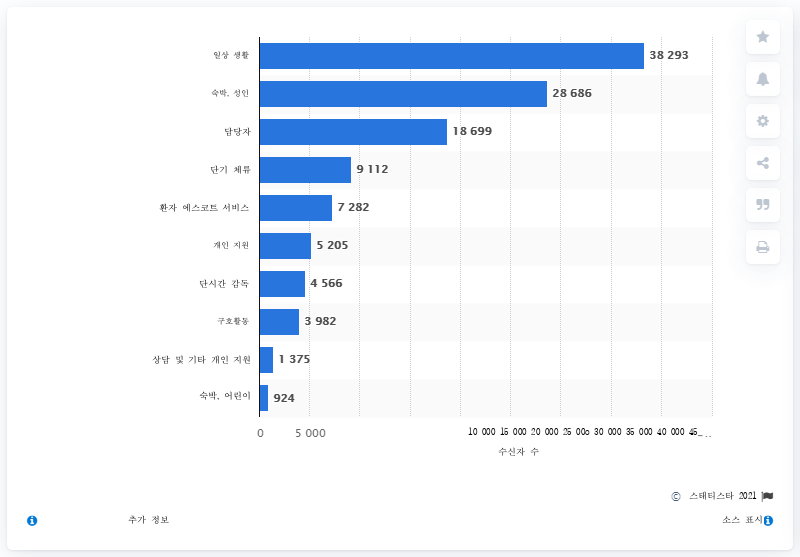 일상 생활 38 293
숙박, 성인 28 686
담당자 18 699
단기 체류 9 112
환자 에스코트 서비스 7 282
개인 지원 5 205
단시간 감독 4 566
구호활동 3 982
상담 및 기타 개인 지원 1 375
숙박, 어린이 924
0 5 000 10 000 15 000 20 000 25 000 30 000 35 000 40 000 45...
수신자 수
© 스태티스타 2021
추가 정보 소스 표시